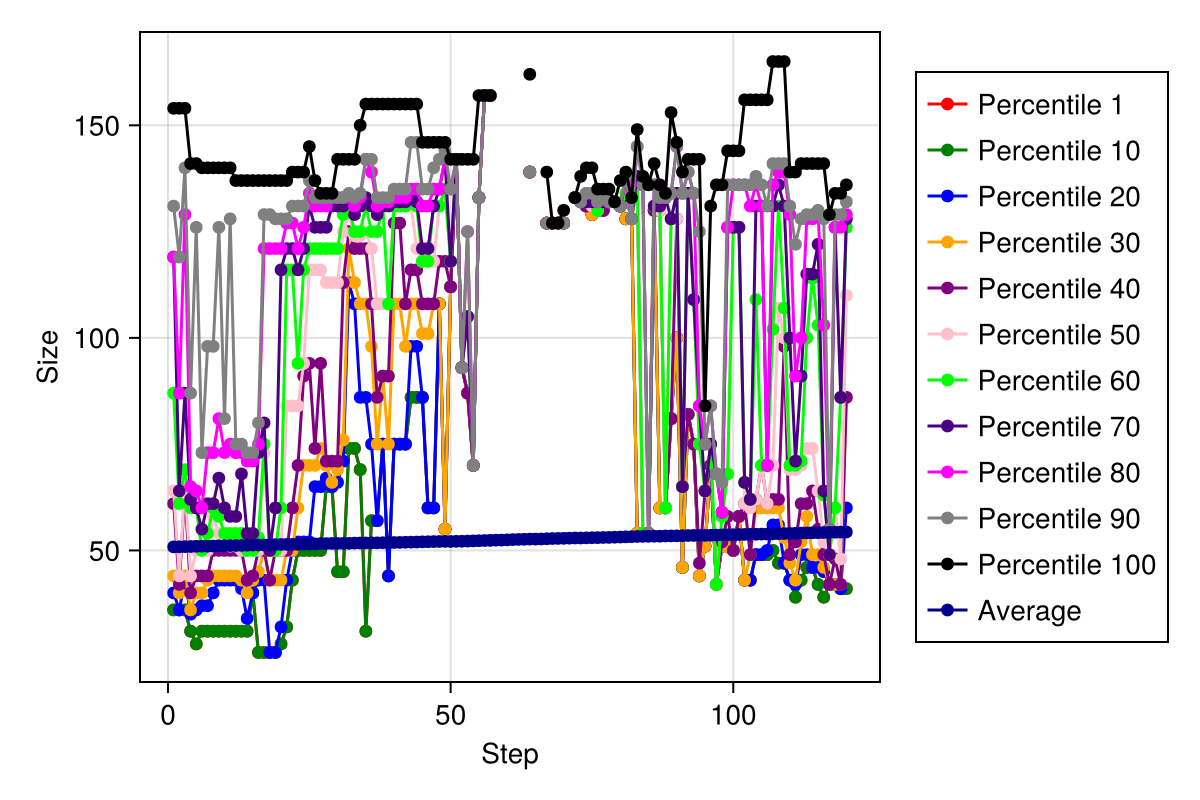 150
100
50
0
50
100
Size
Step
Percentile 1
Percentile 10
Percentile 20
Percentile 30
Percentile 40
Percentile 50
Percentile 60
Percentile 70
Percentile 80
Percentile 90
Percentile 100
Average